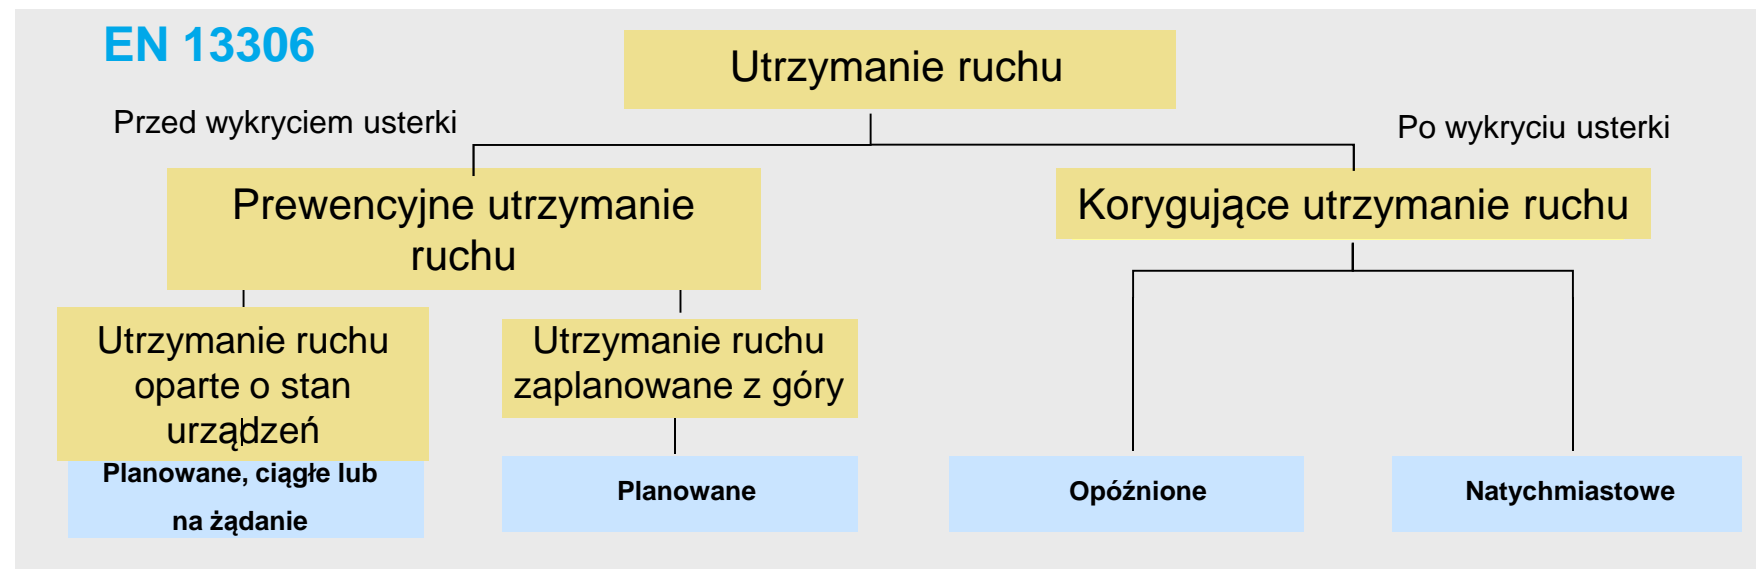 EN 13306
Utrzymanie ruchu
Przed wykryciem usterki
Po wykryciu usterki
Prewencyjne utrzymanie
ruchu
Korygujące utrzymanie ruchu
Utrzymanie ruchu
oparte o stan
urządzeń
Utrzymanie ruchu
zaplanowane z góry
Planowane, ciągłe lub
na żądanie
Planowane
Opóźnione
Natychmiastowe